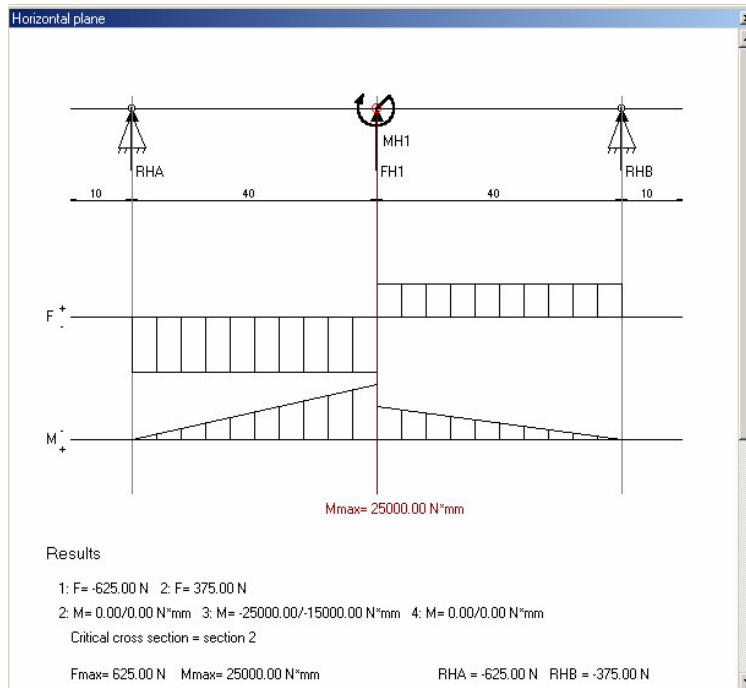 Horizontal plane
MH1
RHA
FH1
RHB
10 40 40 10
F + -
M - +
Mmax= 25000.00 N*mm
Results
1: F= -625.00 N 2: F= 375.00 N
2: M= 0.00/0.00 N*mm 3: M= -25000.00/-15000.00 N*mm 4: M= 0.00/0.00 N*mm
Critical cross section = section 2
Fmax= 625.00 N Mmax= 25000.00 N*mm RHA = -625.00 N RHB = -375.00 N